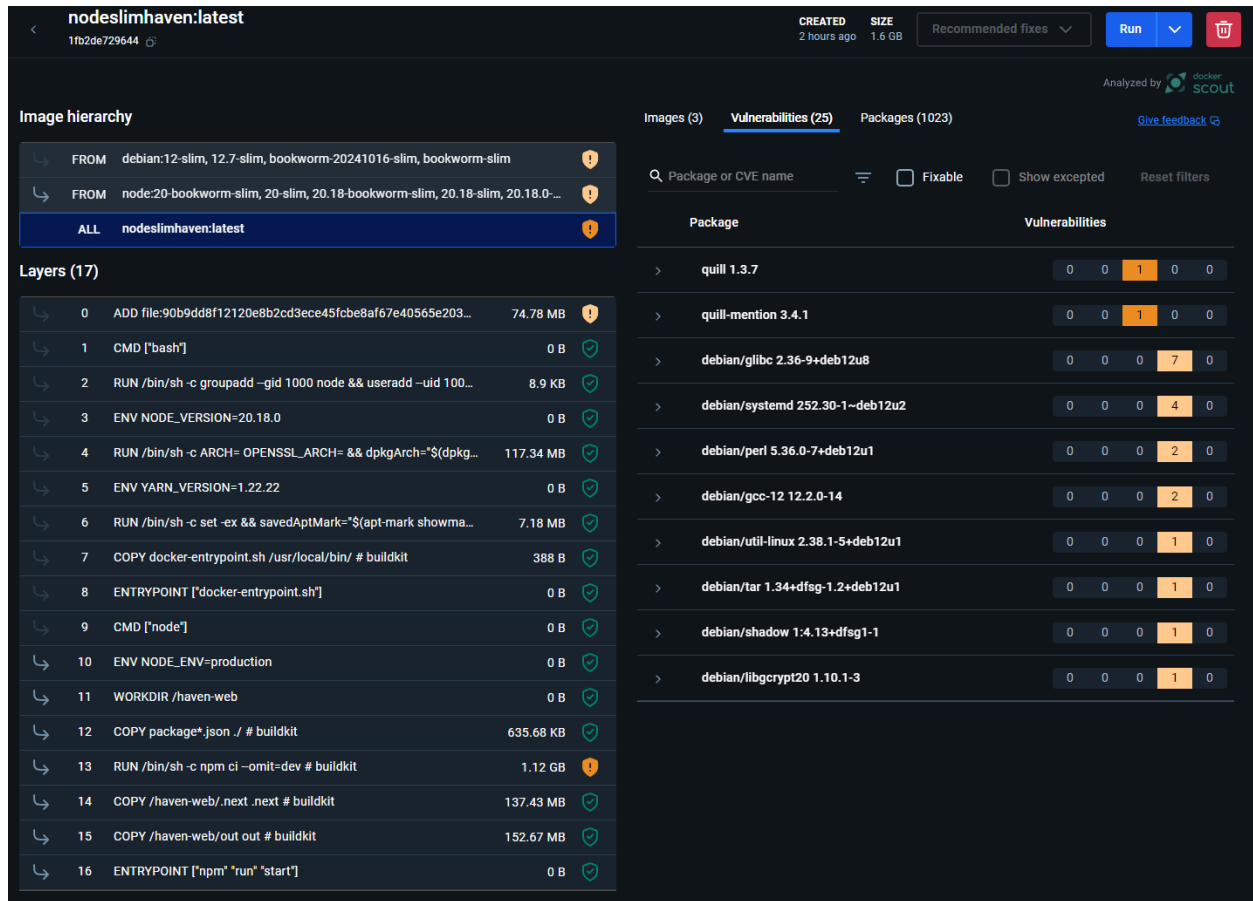 nodeslimhaven:latest
1fb2de729644
CREATED
2 hours ago
SIZE
1.6 GB
Recommended fixes
Run
Analyzed by docker scout
Image hierarchy
FROM debian:12-slim, 12.7-slim, bookworm-20241016-slim, bookworm-slim
FROM node:20-bookworm-slim, 20-slim, 20.18-bookworm-slim, 20.18-slim, 20.18.0-...
ALL nodeslimhaven:latest
Layers (17)
0 ADD file:90b9dd8f12120e8b2cd3ece45fcbe8af67e40565e203... 74.78 MB
1 CMD ["bash"] 0 B
2 RUN /bin/sh -c groupadd --gid 1000 node && useradd --uid 100... 8.9 KB
3 ENV NODE_VERSION=20.18.0 0 B
4 RUN /bin/sh -c ARCH= OPENSSL_ARCH= && dpkgArch="$(dpkg... 117.34 MB
5 ENV YARN_VERSION=1.22.22 0 B
6 RUN /bin/sh -c set -ex && savedAptMark="$(apt-mark showma... 7.18 MB
7 COPY docker-entrypoint.sh /usr/local/bin/ # buildkit 388 B
8 ENTRYPOINT ["docker-entrypoint.sh"] 0 B
9 CMD ["node"] 0 B
10 ENV NODE_ENV=production 0 B
11 WORKDIR /haven-web 0 B
12 COPY package*.json ./ # buildkit 635.68 KB
13 RUN /bin/sh -c npm ci --omit=dev # buildkit 1.12 GB
14 COPY /haven-web/.next .next # buildkit 137.43 MB
15 COPY /haven-web/out out # buildkit 152.67 MB
16 ENTRYPOINT ["npm" "run" "start"] 0 B
Images (3) Vulnerabilities (25) Packages (1023) Give feedback
Package or CVE name Fixable Show excepted Reset filters
Package Vulnerabilities
quill 1.3.7 0 0 1 0 0
quill-mention 3.4.1 0 0 1 0 0
debian/glibc 2.36-9+deb12u8 0 0 0 7 0
debian/systemd 252.30-1~deb12u2 0 0 0 4 0
debian/perl 5.36.0-7+deb12u1 0 0 0 2 0
debian/gcc-12 12.2.0-14 0 0 0 2 0
debian/util-linux 2.38.1-5+deb12u1 0 0 0 1 0
debian/tar 1.34+dfsg-1.2+deb12u1 0 0 0 1 0
debian/shadow 1:4.13+dfsg1-1 0 0 0 1 0
debian/libgcrypt20 1.10.1-3 0 0 0 1 0